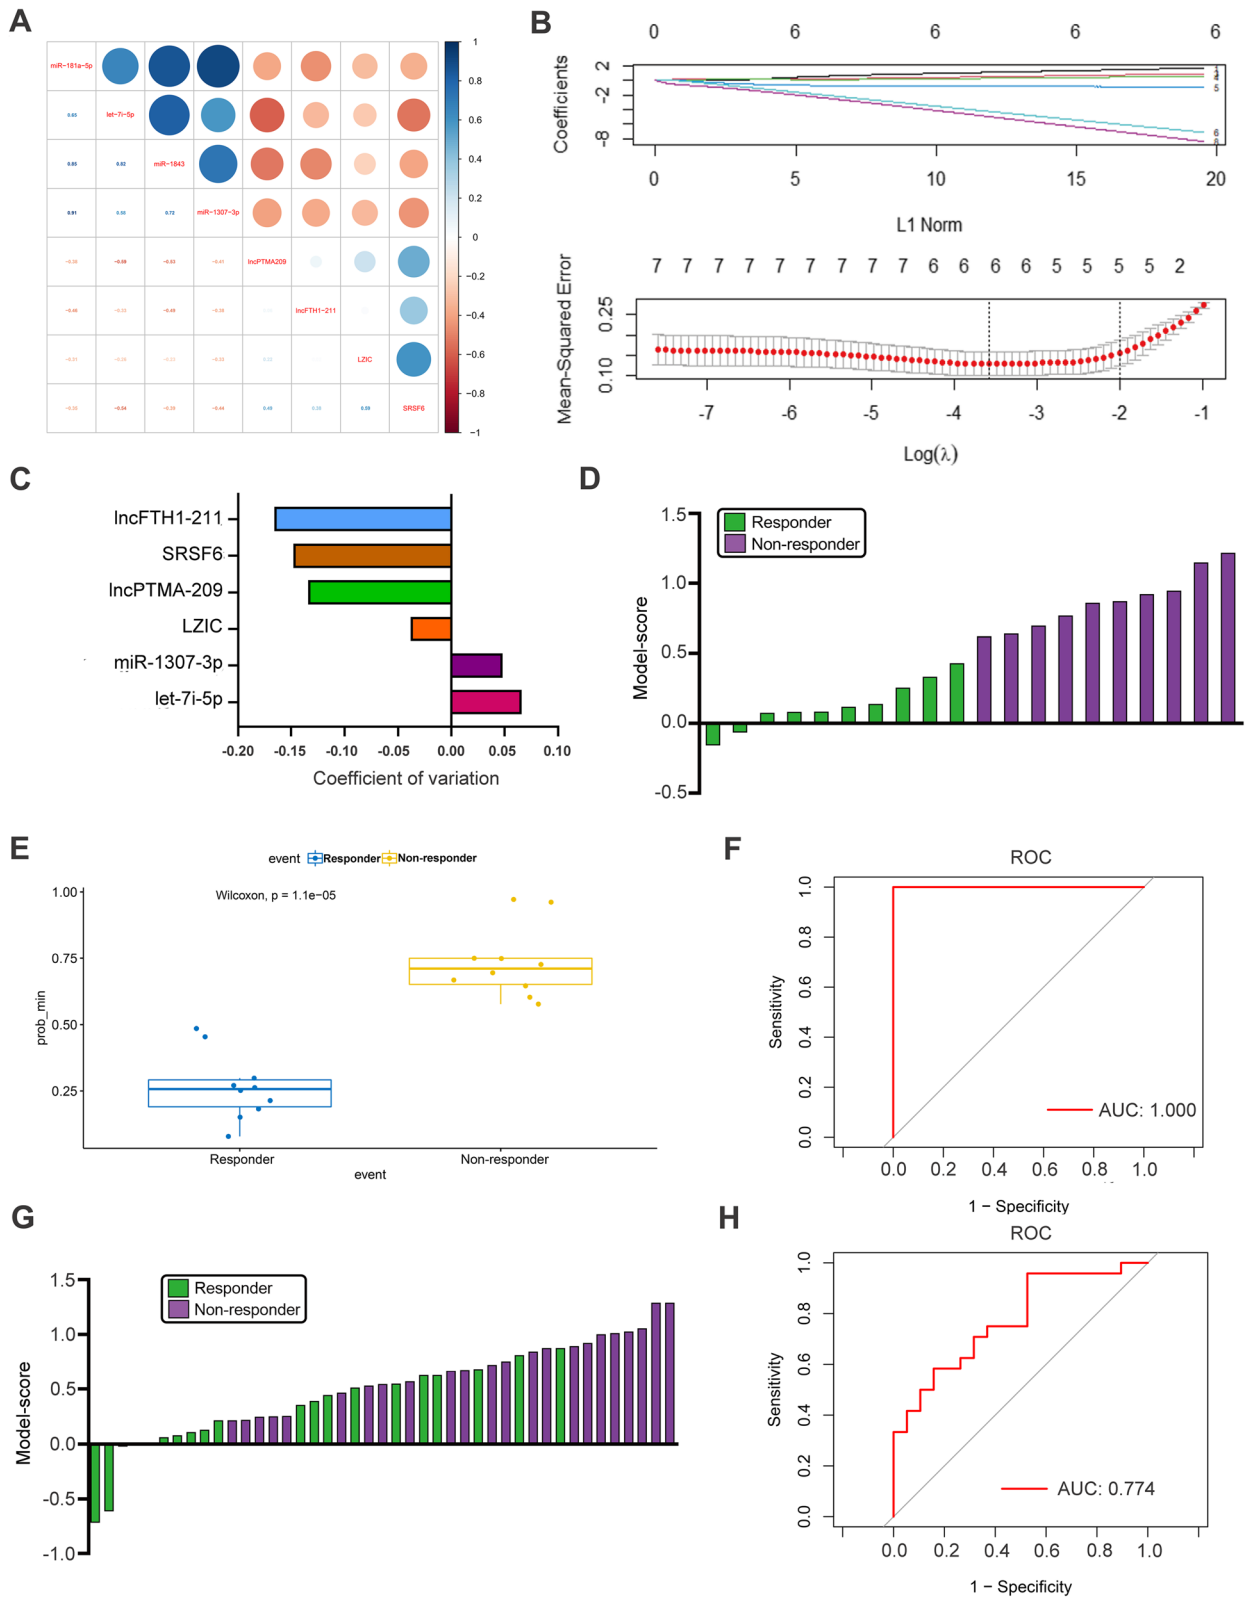 A
miR-181a-5p
let-7i-5p
0.82
miR-1843
0.91
0.72
miR-1307-3p
lncPTMA209
lncFTH1-211
LZIC
-0.54
-0.44
SRSF6
1
0.8
0.6
0.4
0.2
0
-0.2
-0.4
-0.6
-0.8
-1
B
0 6 6 6 6
Coefficients
2
-2
-8
5
6
0 5 10 15 20
L1 Norm
7 7 7 7 7 7 7 7 7 6 6 6 6 5 5 5 5 2
Mean-Squared Error
0.25
0.10
-7 -6 -5 -4 -3 -2 -1
Log(λ)
C
lncFTH1-211
SRSF6
lncPTMA-209
LZIC
miR-1307-3p
let-7i-5p
-0.20 -0.15 -0.10 -0.05 0.00 0.05 0.10
Coefficient of variation
D
Responder
Non-responder
Model-score
1.5
1.0
0.5
0.0
-0.5
E
event Responder Non-responder
Wilcoxon, p = 1.1e-05
prob_min
1.00
0.75
0.50
0.25
Responder Non-responder
event
F
ROC
Sensitivity
1.0
0.8
0.6
0.4
0.2
0.0
AUC: 1.000
0.0 0.2 0.4 0.6 0.8 1.0
1 − Specificity
G
Responder
Non-responder
Model-score
1.5
1.0
0.5
0.0
-0.5
-1.0
H
ROC
Sensitivity
1.0
0.8
0.6
0.4
0.2
0.0
AUC: 0.774
0.0 0.2 0.4 0.6 0.8 1.0
1 − Specificity